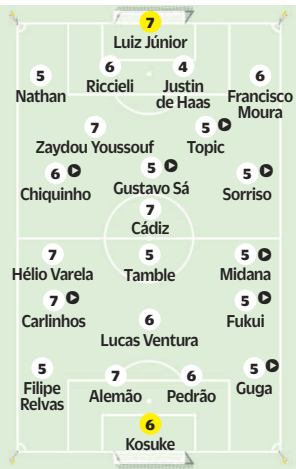 7
Luiz Júnior
5 6 4 6
Nathan Riccieli Justin de Haas Francisco Moura
7 5
Zaydou Youssouf Topic
6 5 5
Chiquinho Gustavo Sá Sorriso
7
Cádiz
7 5 5
Hélio Varela Tamble Midana
7 5
Carlinhos Fukui
6
Lucas Ventura
5 7 6 5
Filipe Relvas Alemão Pedrão Guga
6
Kosuke